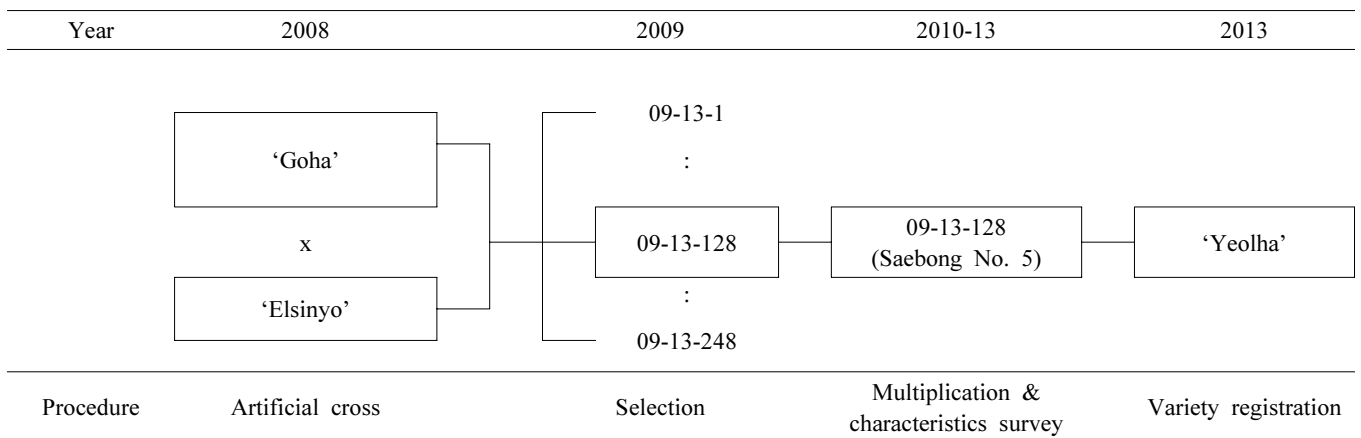 Year 2008 2009 2010-13 2013
09-13-1
‘Goha’
:
x
09-13-128
09-13-128
(Saebong No. 5)
‘Yeolha’
‘Elsinyo’
:
09-13-248
Procedure Artificial cross Selection Multiplication &
characteristics survey Variety registration